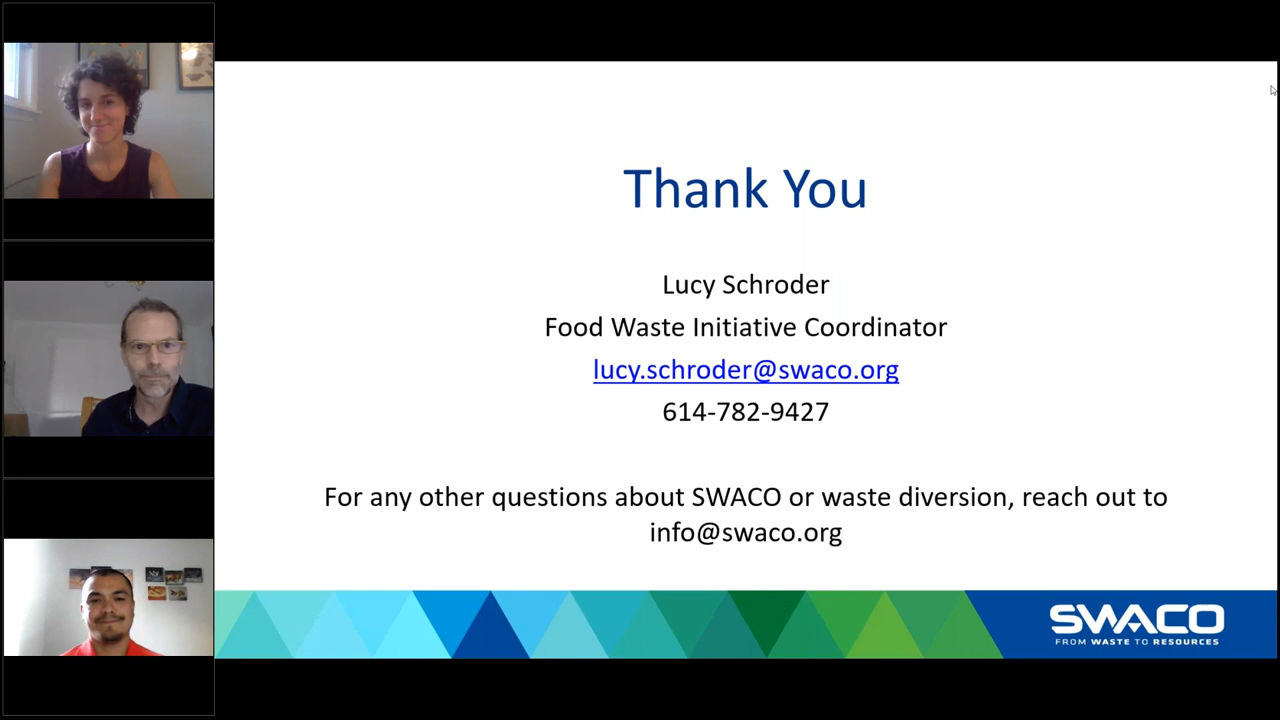 Thank You
Lucy Schroder
Food Waste Initiative Coordinator
lucy.schroder@swaco.org
614-782-9427
For any other questions about SWACO or waste diversion, reach out to
info@swaco.org
SWACO
FROM WASTE TO RESOURCES